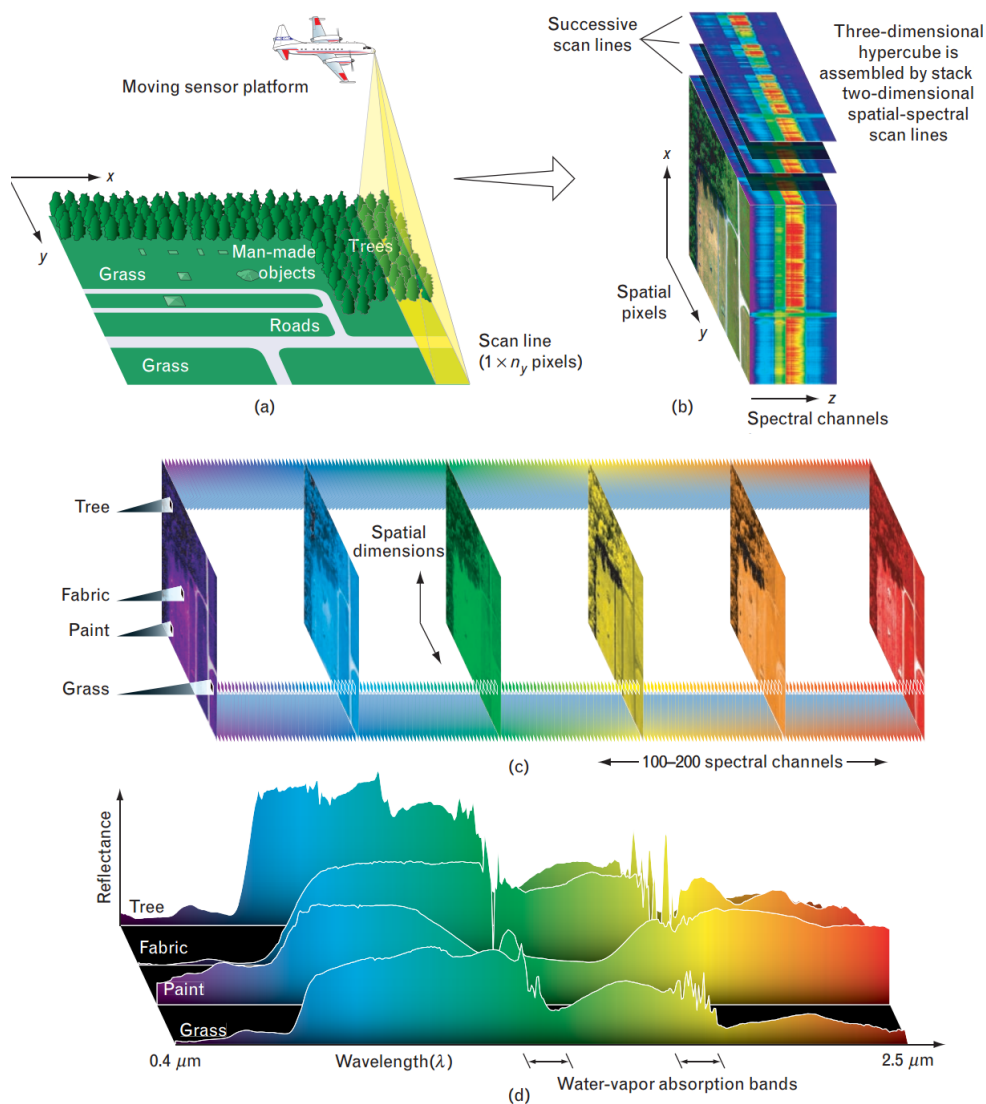 Moving sensor platform
x
y
Man-made
objects
Trees
Grass
Roads
Grass
Scan line
(1 × n_y pixels)
(a)
Successive
scan lines
Three-dimensional
hypercube is
assembled by stack
two-dimensional
spatial-spectral
scan lines
x
Spatial
pixels
y
z
Spectral channels
(b)
Tree
Fabric
Paint
Grass
Spatial
dimensions
100–200 spectral channels
(c)
Reflectance
Tree
Fabric
Paint
Grass
0.4 μm
Wavelength(λ)
2.5 μm
Water-vapor absorption bands
(d)